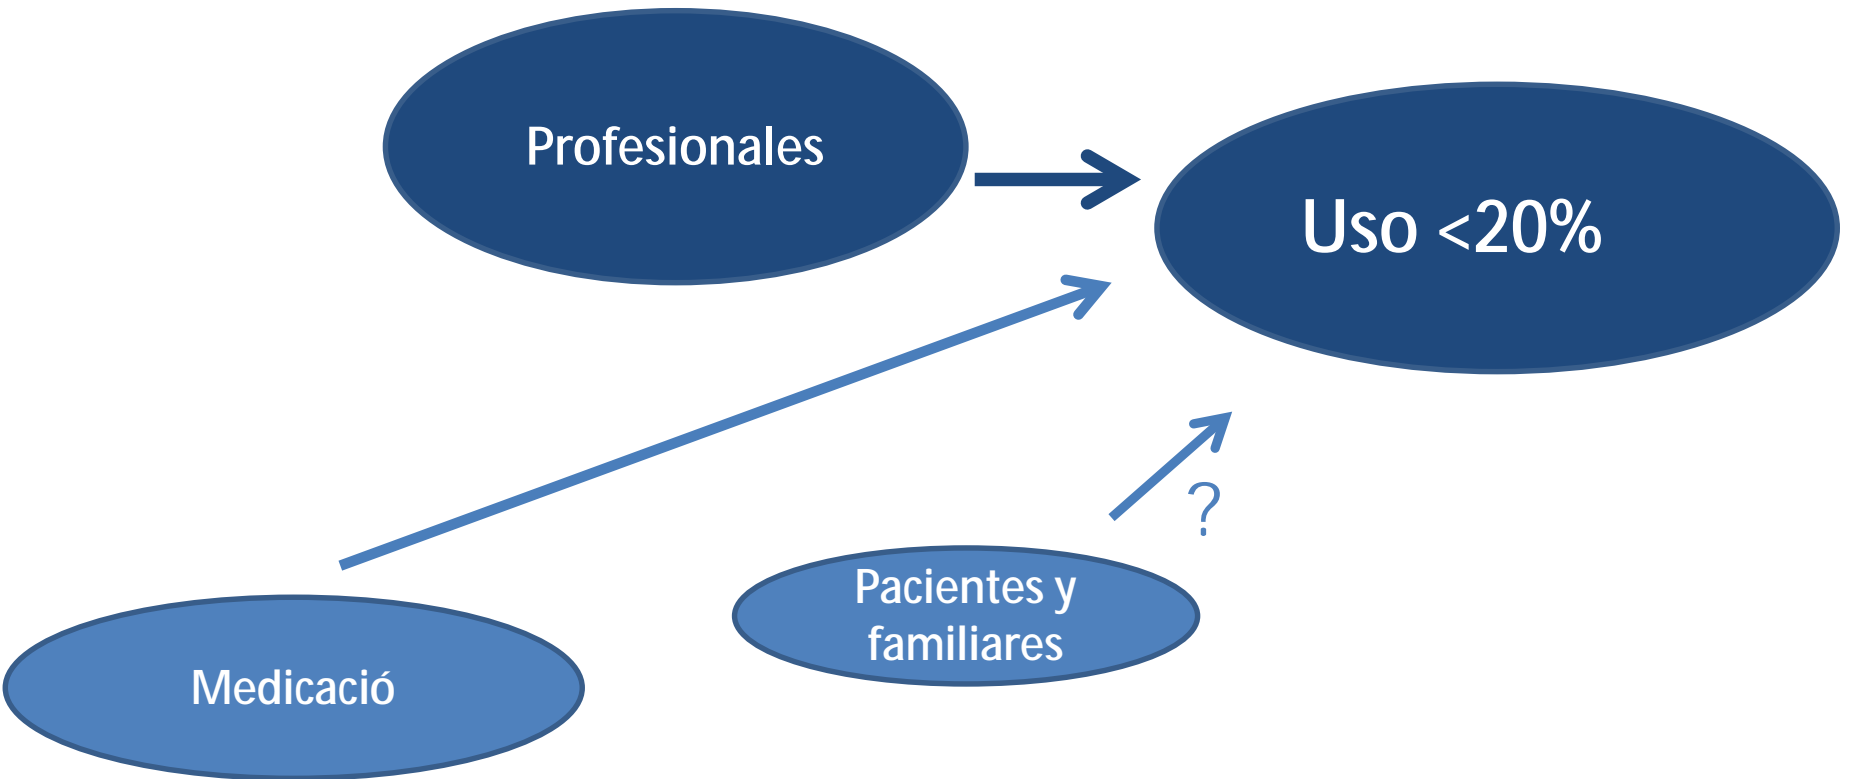 Profesionales
Uso <20%
?
Pacientes y
familiares
Medicació